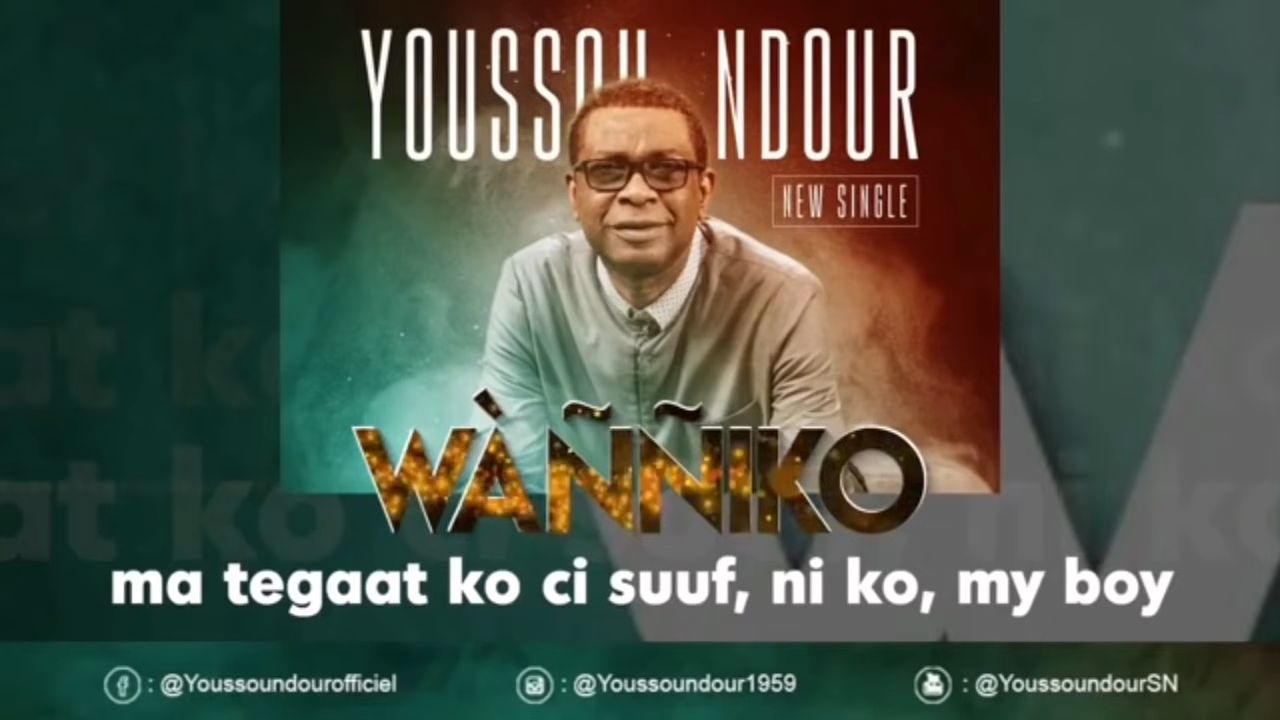 YOUSSOU NDOUR
NEW SINGLE
WÀÑÑIKO
ma tegaat ko ci suuf, ni ko, my boy
: @Youssoundourofficiel
: @Youssoundour1959
: @YoussoundourSN